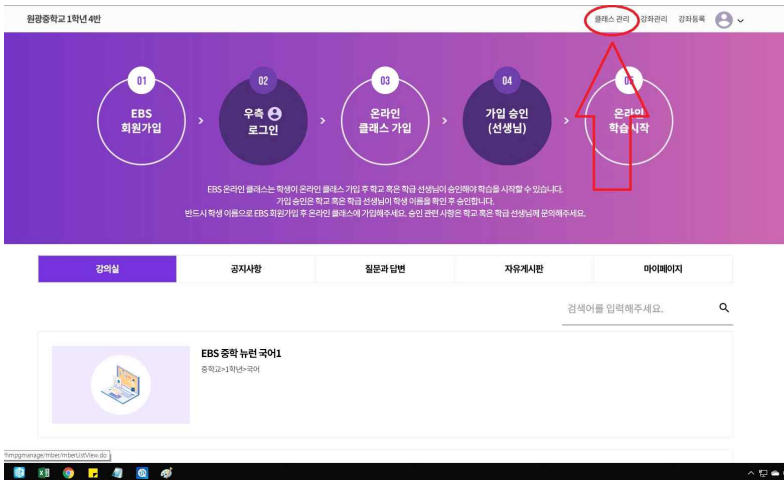 원광중학교 1학년 4반
클래스 관리 강좌관리 강좌등록
01
EBS
회원가입
02
우측
로그인
03
온라인
클래스 가입
04
가입 승인
(선생님)
05
온라인
학습시작
EBS 온라인 클래스는 학생이 온라인 클래스 가입 후 학교 혹은 학급 선생님이 승인해야 학습을 시작할 수 있습니다.
가입 승인은 학교 혹은 학급 선생님이 학생 이름을 확인 후 승인합니다.
반드시 학생 이름으로 EBS 회원가입 후 온라인 클래스에 가입해주세요. 승인 관련 사항은 학교 혹은 학급 선생님께 문의해주세요.
강의실 공지사항 질문과 답변 자유게시판 마이페이지
검색어를 입력해주세요.
EBS 중학 뉴런 국어1
중학교>1학년>국어
/hmpgmanage/mber/mberListView.do